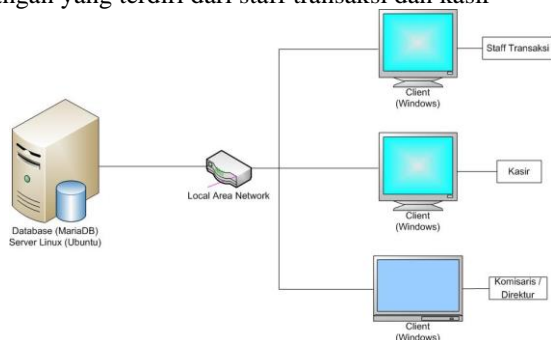 ngan yang terdiri dari staff transaksi dan kasir
Staff Transaksi
Client
(Windows)
Local Area Network
Kasir
Client
(Windows)
Database (MariaDB)
Server Linux (Ubuntu)
Komisaris /
Direktur
Client
(Windows)